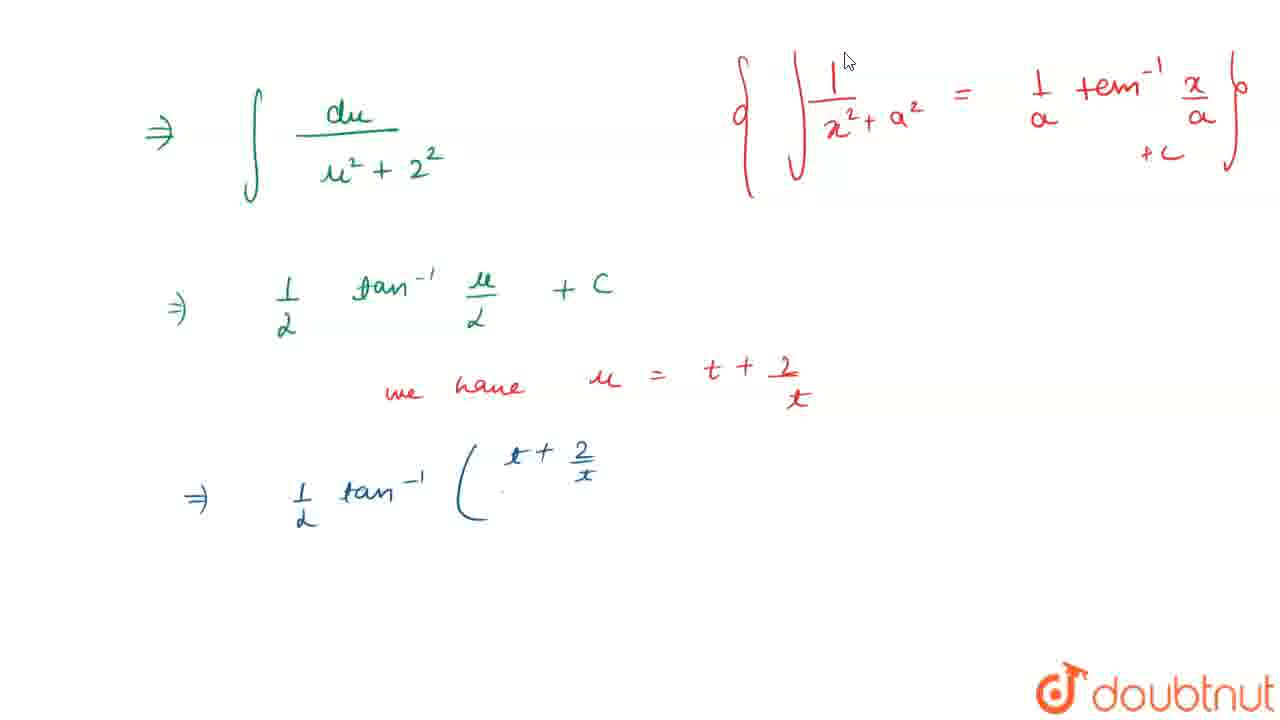 ⇒ ∫ du / u² + 2² { ∫ 1 / x² + a² = 1/a tan⁻¹ x/a + c }
⇒ 1/2 tan⁻¹ u/2 + C
we have u = t + 2/t
⇒ 1/2 tan⁻¹ ( t + 2/t
doubtnut